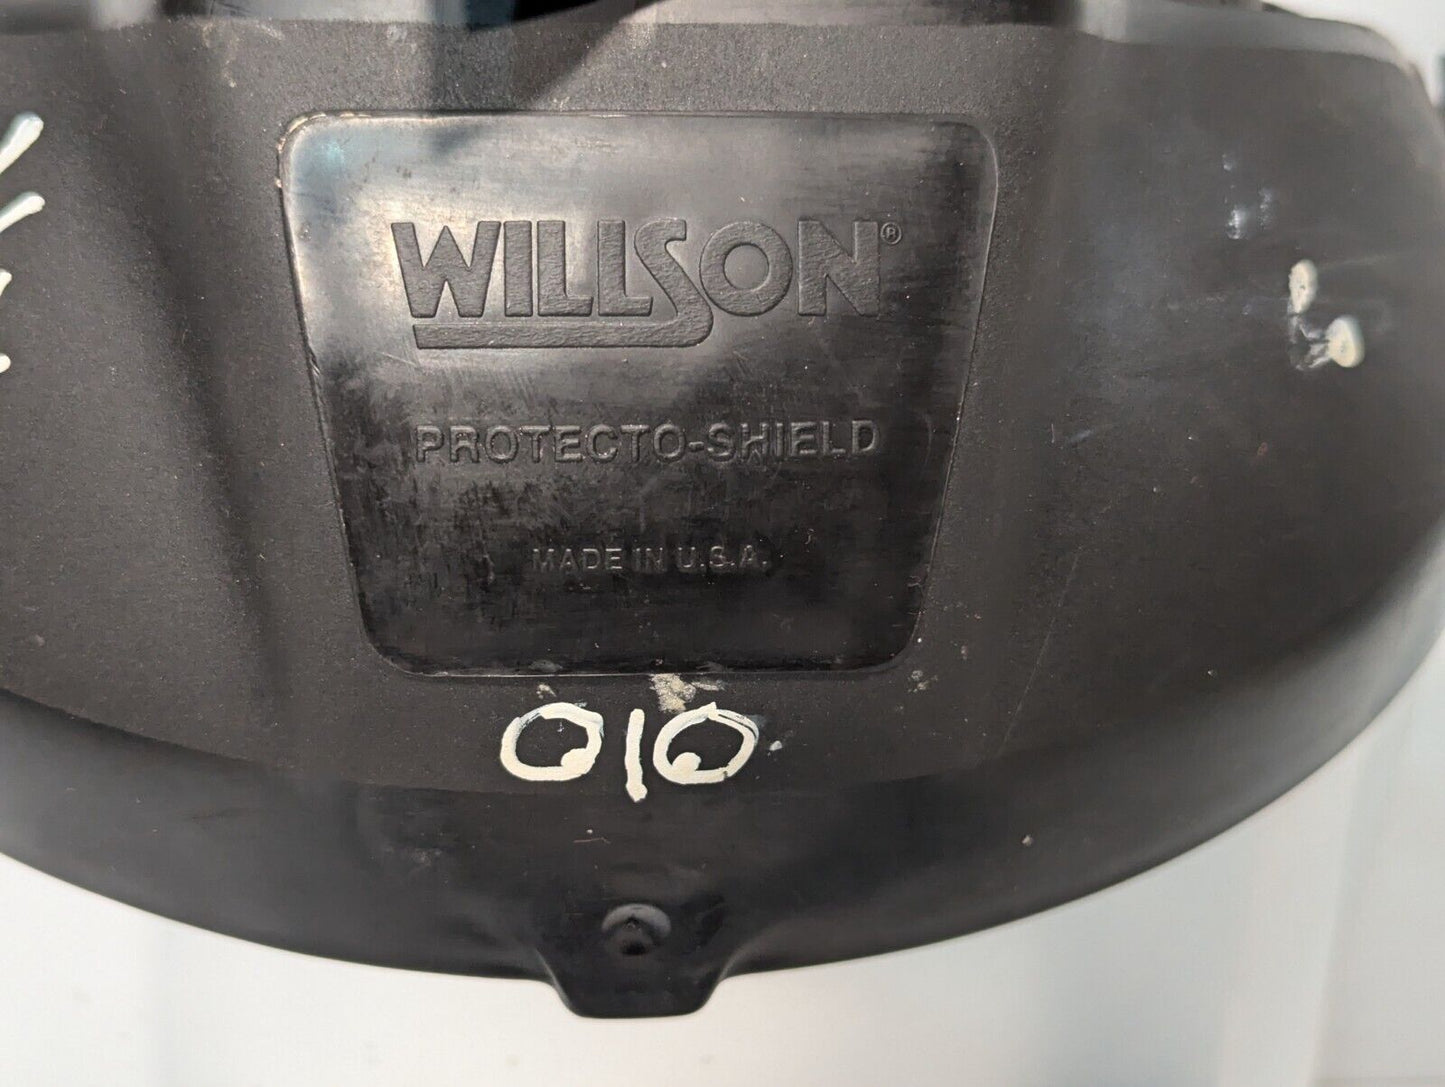 WILLSON®
PROTECTO-SHIELD
MADE IN U.S.A.
010